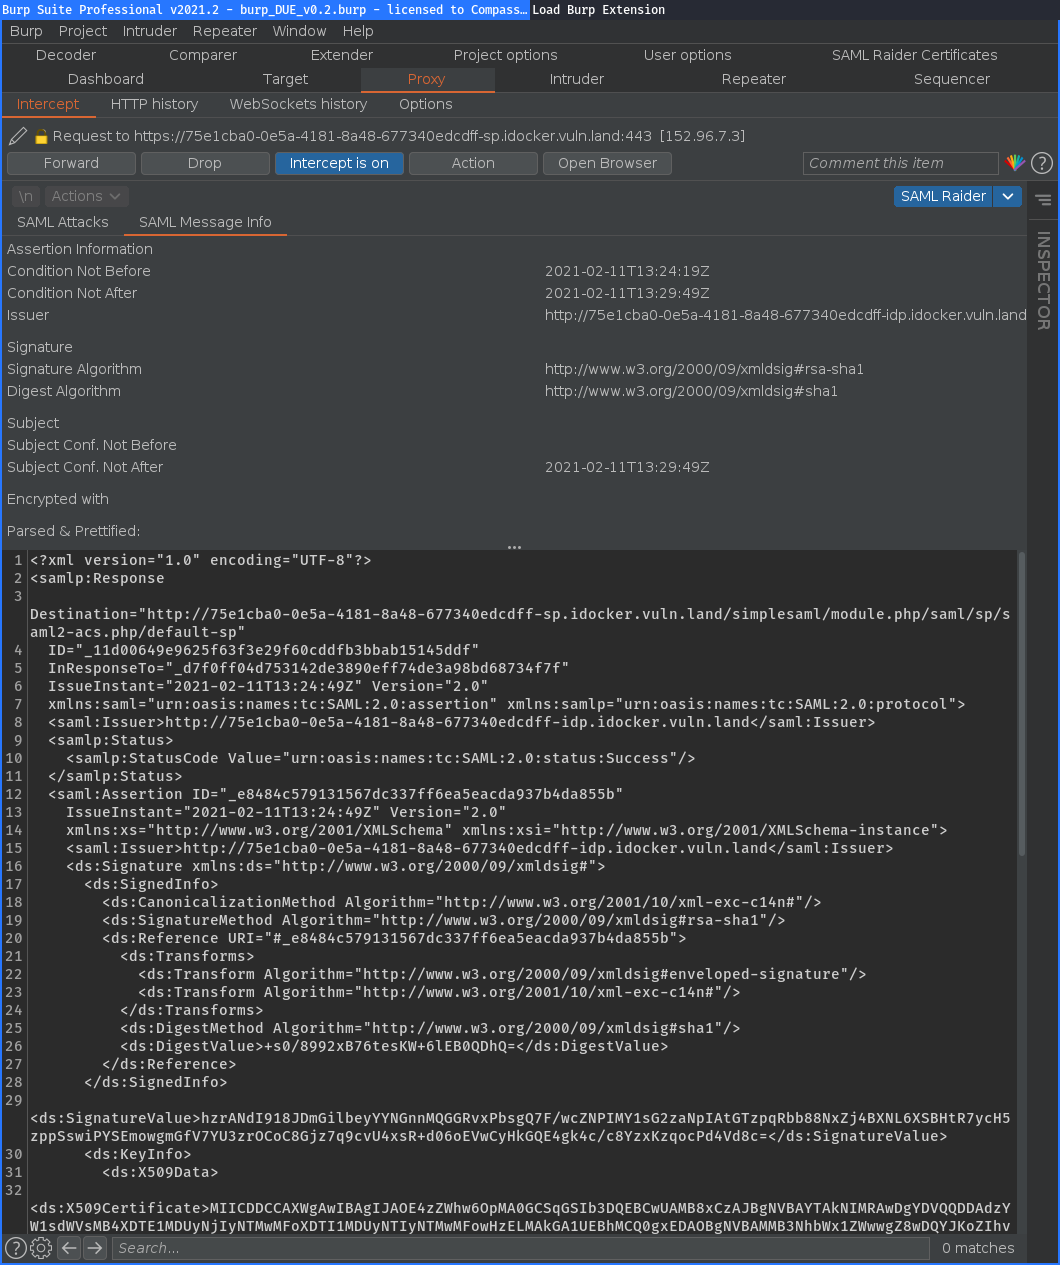 Burp Suite Professional v2021.2 – burp_DUE_v0.2.burp – licensed to Compass… Load Burp Extension
Burp Project Intruder Repeater Window Help
Decoder Comparer Extender Project options User options SAML Raider Certificates
Dashboard Target Proxy Intruder Repeater Sequencer
Intercept HTTP history WebSockets history Options
Request to https://75e1cba0-0e5a-4181-8a48-677340edcdff-sp.idocker.vuln.land:443 [152.96.7.3]
Forward Drop Intercept is on Action Open Browser Comment this item ?
\n Actions SAML Raider
SAML Attacks SAML Message Info
INSPECTOR
Assertion Information
Condition Not Before 2021-02-11T13:24:19Z
Condition Not After 2021-02-11T13:29:49Z
Issuer http://75e1cba0-0e5a-4181-8a48-677340edcdff-idp.idocker.vuln.land
Signature
Signature Algorithm http://www.w3.org/2000/09/xmldsig#rsa-sha1
Digest Algorithm http://www.w3.org/2000/09/xmldsig#sha1
Subject
Subject Conf. Not Before
Subject Conf. Not After 2021-02-11T13:29:49Z
Encrypted with
Parsed & Prettified:
1 <?xml version="1.0" encoding="UTF-8"?>
2 <samlp:Response
3
Destination="http://75e1cba0-0e5a-4181-8a48-677340edcdff-sp.idocker.vuln.land/simplesaml/module.php/saml/sp/s
aml2-acs.php/default-sp"
4 ID="_11d00649e9625f63f3e29f60cddfb3bbab15145ddf"
5 InResponseTo="_d7f0ff04d753142de3890eff74de3a98bd68734f7f"
6 IssueInstant="2021-02-11T13:24:49Z" Version="2.0"
7 xmlns:saml="urn:oasis:names:tc:SAML:2.0:assertion" xmlns:samlp="urn:oasis:names:tc:SAML:2.0:protocol">
8 <saml:Issuer>http://75e1cba0-0e5a-4181-8a48-677340edcdff-idp.idocker.vuln.land</saml:Issuer>
9 <samlp:Status>
10 <samlp:StatusCode Value="urn:oasis:names:tc:SAML:2.0:status:Success"/>
11 </samlp:Status>
12 <saml:Assertion ID="_e8484c579131567dc337ff6ea5eacda937b4da855b"
13 IssueInstant="2021-02-11T13:24:49Z" Version="2.0"
14 xmlns:xs="http://www.w3.org/2001/XMLSchema" xmlns:xsi="http://www.w3.org/2001/XMLSchema-instance">
15 <saml:Issuer>http://75e1cba0-0e5a-4181-8a48-677340edcdff-idp.idocker.vuln.land</saml:Issuer>
16 <ds:Signature xmlns:ds="http://www.w3.org/2000/09/xmldsig#">
17 <ds:SignedInfo>
18 <ds:CanonicalizationMethod Algorithm="http://www.w3.org/2001/10/xml-exc-c14n#"/>
19 <ds:SignatureMethod Algorithm="http://www.w3.org/2000/09/xmldsig#rsa-sha1"/>
20 <ds:Reference URI="#_e8484c579131567dc337ff6ea5eacda937b4da855b">
21 <ds:Transforms>
22 <ds:Transform Algorithm="http://www.w3.org/2000/09/xmldsig#enveloped-signature"/>
23 <ds:Transform Algorithm="http://www.w3.org/2001/10/xml-exc-c14n#"/>
24 </ds:Transforms>
25 <ds:DigestMethod Algorithm="http://www.w3.org/2000/09/xmldsig#sha1"/>
26 <ds:DigestValue>+s0/8992xB76tesKW+6lEB0QDhQ=</ds:DigestValue>
27 </ds:Reference>
28 </ds:SignedInfo>
29
<ds:SignatureValue>hzrANdI918JDmGilbeyYYNGnnMQGGRvxPbsgQ7F/wcZNPIMY1sG2zaNpIAtGTzpqRbb88NxZj4BXNL6XSBHtR7ycH5
zppSswiPYSEmowgmGfV7YU3zrOCoC8Gjz7q9cvU4xsR+d06oEVwCyHkGQE4gk4c/c8YzxKzqocPd4Vd8c=</ds:SignatureValue>
30 <ds:KeyInfo>
31 <ds:X509Data>
32
<ds:X509Certificate>MIICDDCCAXWgAwIBAgIJAOE4zZWhw6OpMA0GCSqGSIb3DQEBCwUAMB8xCzAJBgNVBAYTAkNIMRAwDgYDVQQDDAdzY
W1sdWVsMB4XDTE1MDUyNjIyNTMwMFoXDTI1MDUyNTIyNTMwMFowHzELMAkGA1UEBhMCQ0gxEDAOBgNVBAMMB3NhbWx1ZWwwgZ8wDQYJKoZIhv
? Search... 0 matches